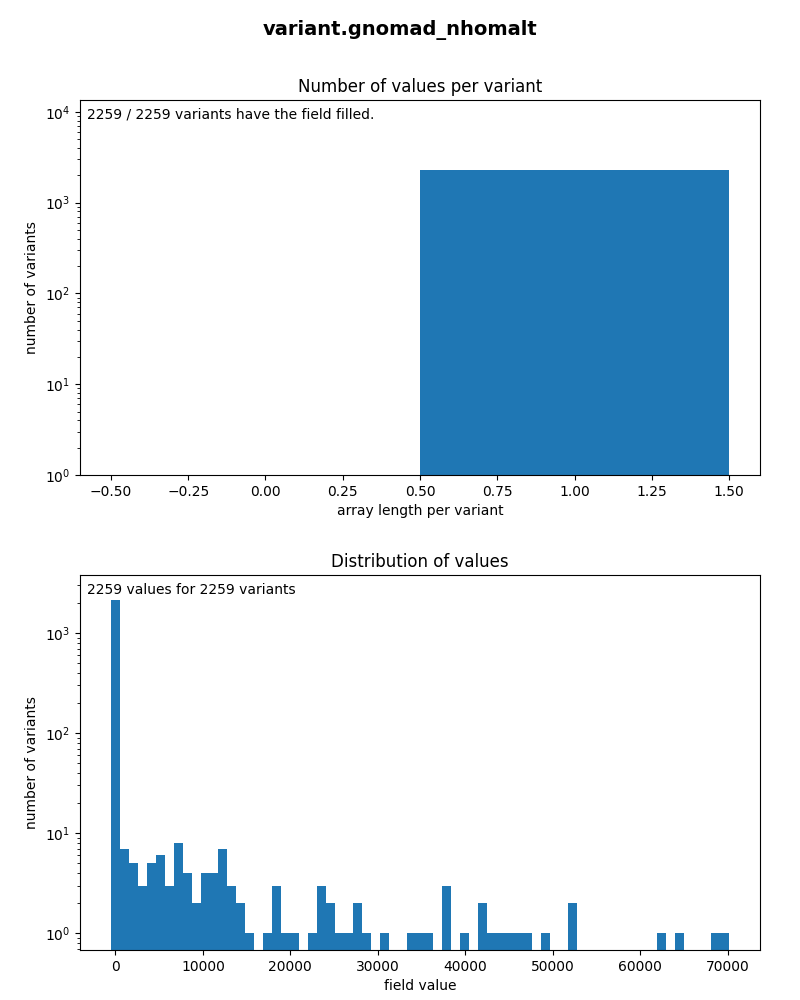 variant.gnomad_nhomalt
Number of values per variant
2259 / 2259 variants have the field filled.
10⁴
10³
10²
10¹
10⁰
number of variants
−0.50 −0.25 0.00 0.25 0.50 0.75 1.00 1.25 1.50
array length per variant
Distribution of values
2259 values for 2259 variants
10³
10²
10¹
10⁰
number of variants
0 10000 20000 30000 40000 50000 60000 70000
field value